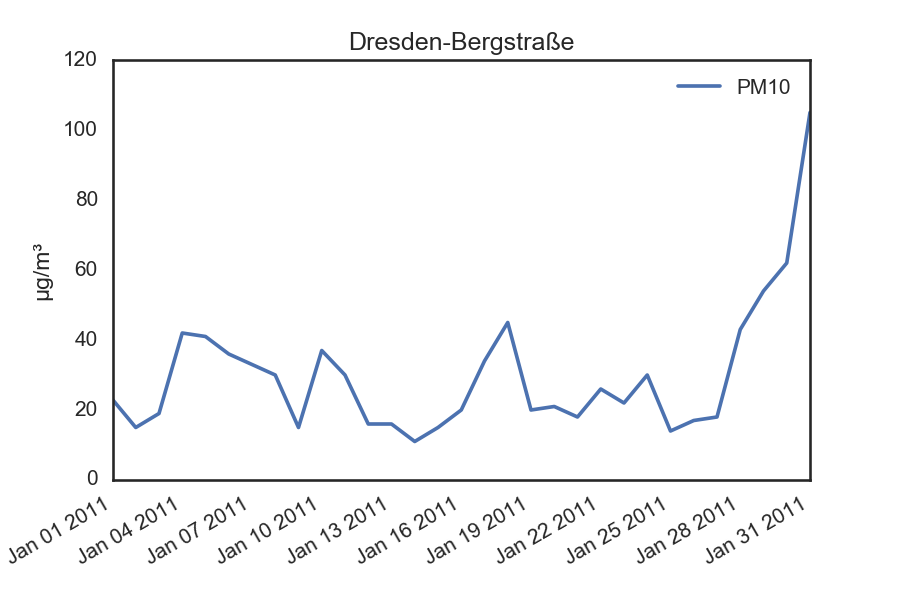 Dresden-Bergstraße
120
PM10
100
80
60
µg/m³
40
20
0
Jan 01 2011
Jan 04 2011
Jan 07 2011
Jan 10 2011
Jan 13 2011
Jan 16 2011
Jan 19 2011
Jan 22 2011
Jan 25 2011
Jan 28 2011
Jan 31 2011